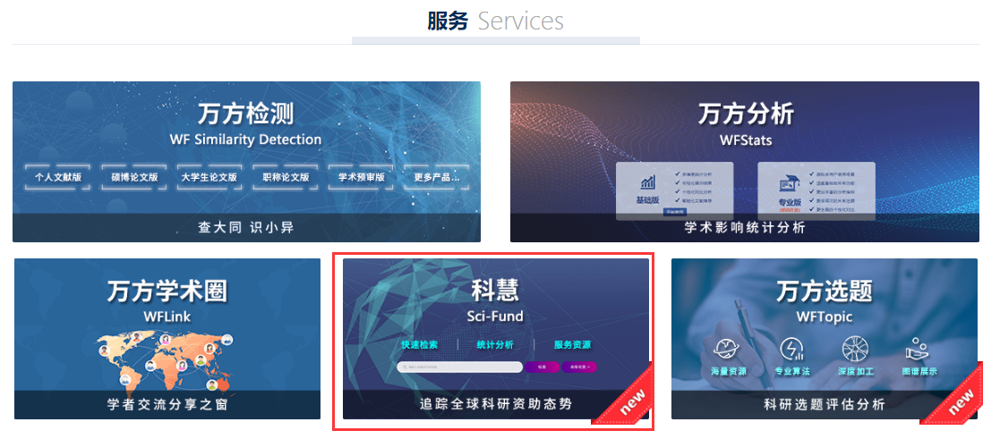 服务 Services
万方检测
WF Similarity Detection
个人文献版 硕博论文版 大学生论文版 职称论文版 学术预审版 更多产品...
查大同 识小异
万方分析
WFStats
基础版
专业版
学术影响统计分析
万方学术圈
WFLink
学者交流分享之窗
科慧
Sci-Fund
快速检索 统计分析 服务资源
追踪全球科研资助态势
new
万方选题
WFTopic
海量资源 专业算法 深度加工 图谱展示
科研选题评估分析
new